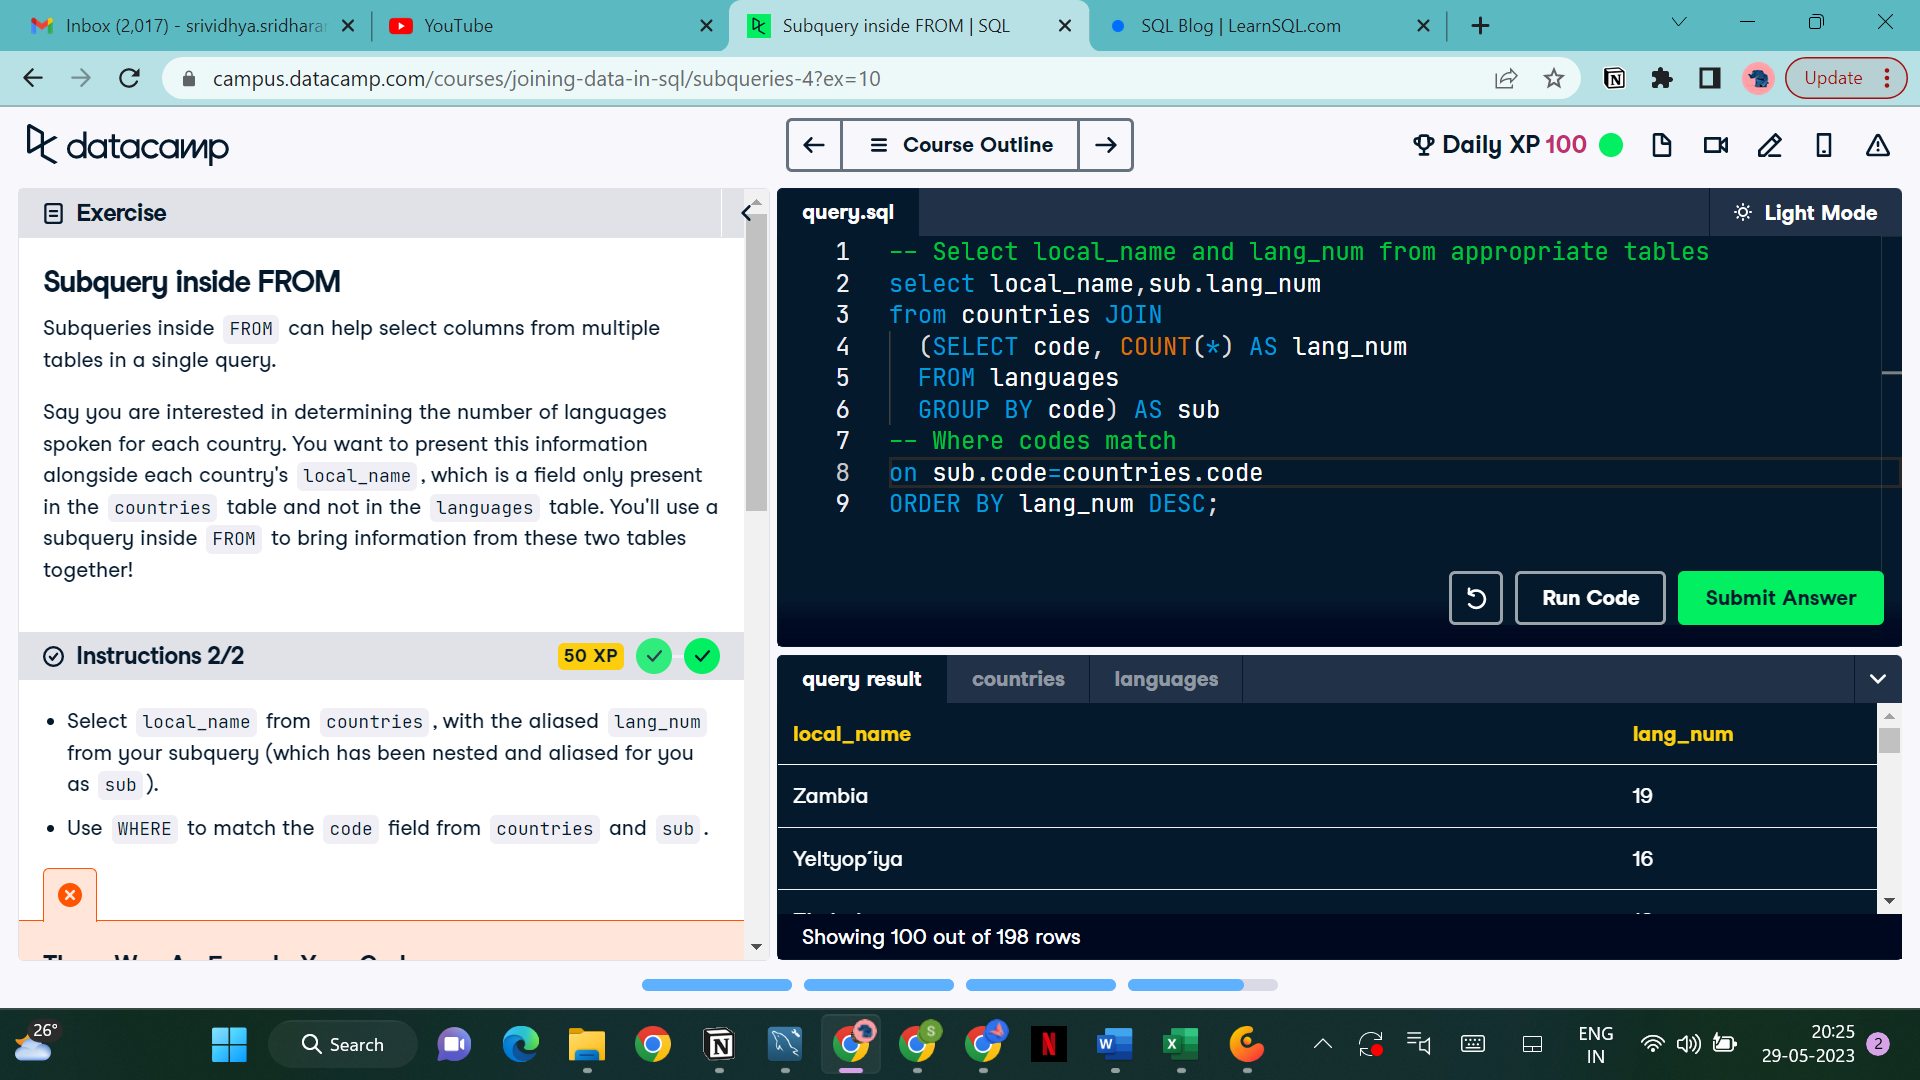 Inbox (2,017) - srividhya.sridharan
YouTube
Subquery inside FROM | SQL
SQL Blog | LearnSQL.com
campus.datacamp.com/courses/joining-data-in-sql/subqueries-4?ex=10
Update
datacamp
Course Outline
Daily XP 100
Exercise
Subquery inside FROM
Subqueries inside FROM can help select columns from multiple
tables in a single query.
Say you are interested in determining the number of languages
spoken for each country. You want to present this information
alongside each country's local_name, which is a field only present
in the countries table and not in the languages table. You'll use a
subquery inside FROM to bring information from these two tables
together!
Instructions 2/2
50 XP
• Select local_name from countries, with the aliased lang_num
from your subquery (which has been nested and aliased for you
as sub).
• Use WHERE to match the code field from countries and sub.
query.sql
Light Mode
1 -- Select local_name and lang_num from appropriate tables
2 select local_name,sub.lang_num
3 from countries JOIN
4 (SELECT code, COUNT(*) AS lang_num
5 FROM languages
6 GROUP BY code) AS sub
7 -- Where codes match
8 on sub.code=countries.code
9 ORDER BY lang_num DESC;
Run Code
Submit Answer
query result
countries
languages
local_name
lang_num
Zambia
19
Yeltyop´iya
16
Showing 100 out of 198 rows
26°
Search
S
ENG
IN
20:25
29-05-2023
2